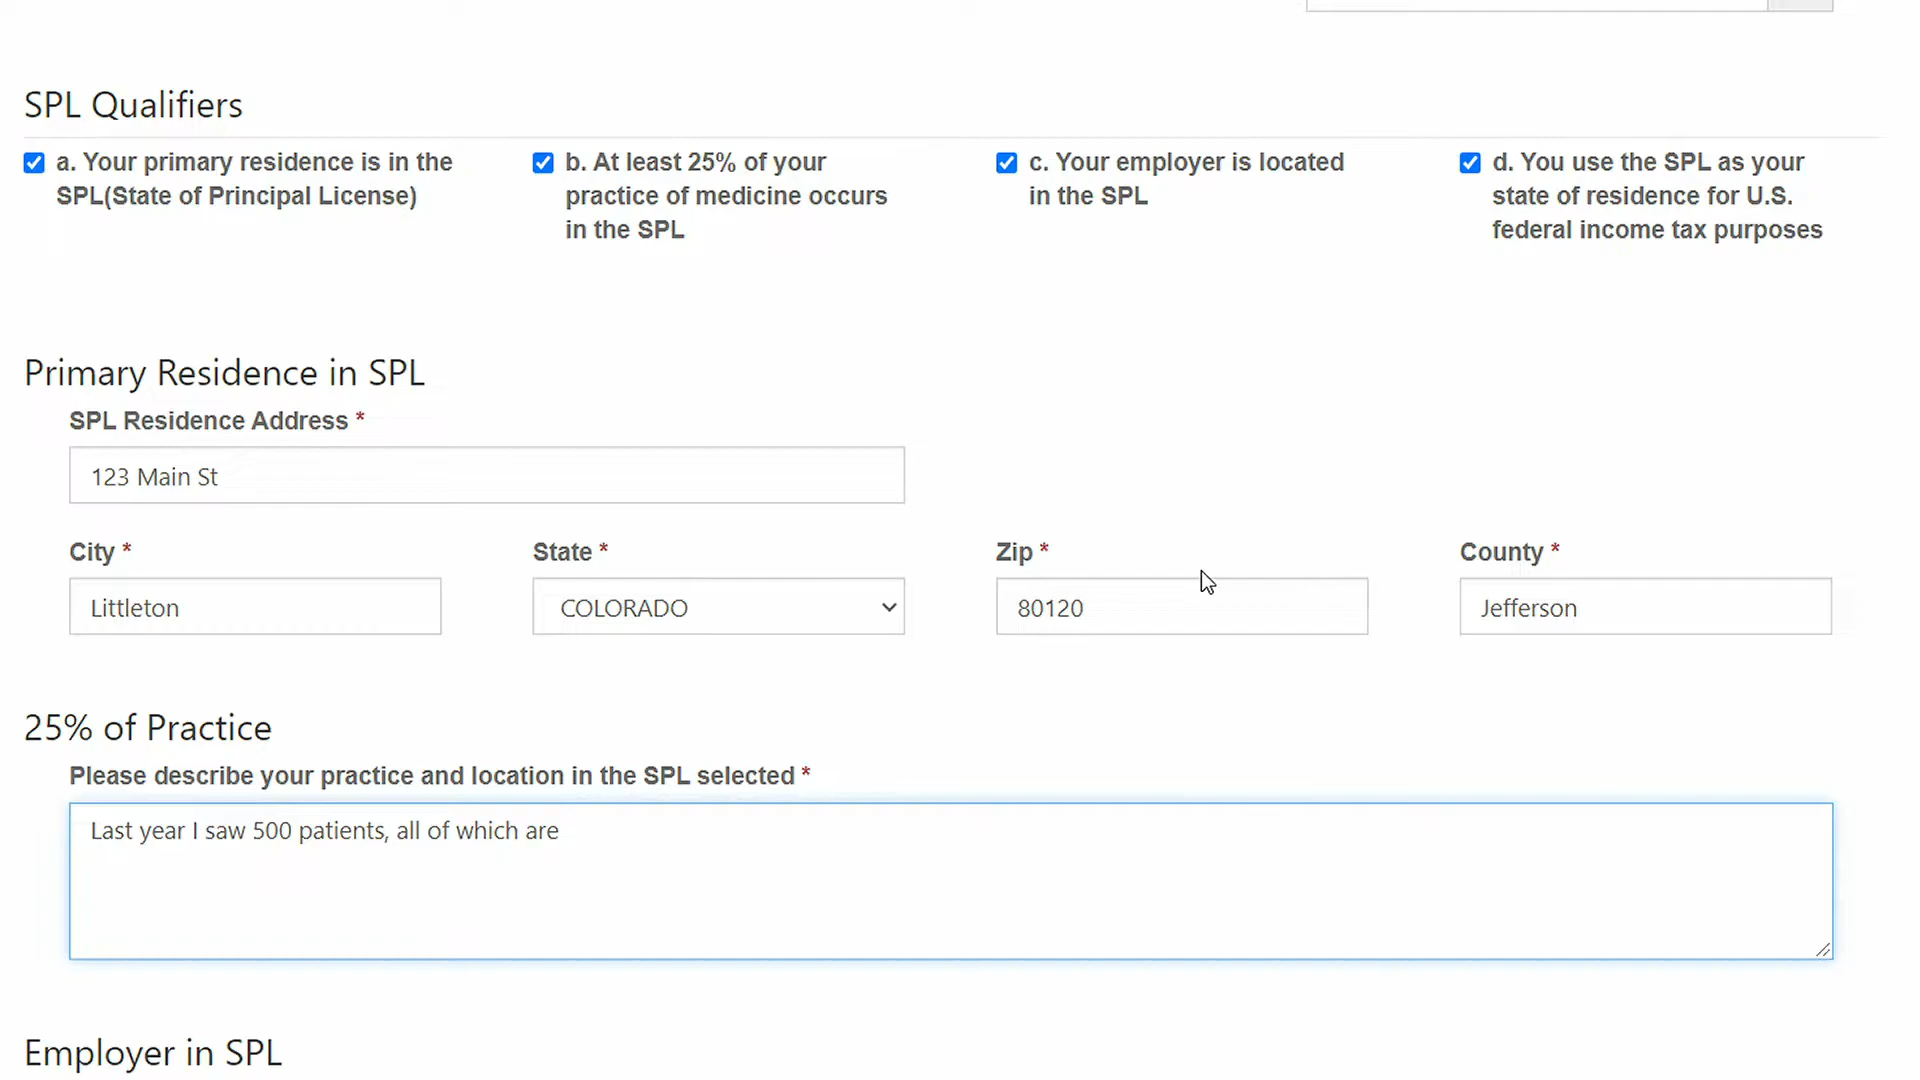 SPL Qualifiers
a. Your primary residence is in the
SPL(State of Principal License)
b. At least 25% of your
practice of medicine occurs
in the SPL
c. Your employer is located
in the SPL
d. You use the SPL as your
state of residence for U.S.
federal income tax purposes
Primary Residence in SPL
SPL Residence Address *
123 Main St
City *
State *
Zip *
County *
Littleton
COLORADO
80120
Jefferson
25% of Practice
Please describe your practice and location in the SPL selected *
Last year I saw 500 patients, all of which are
Employer in SPL